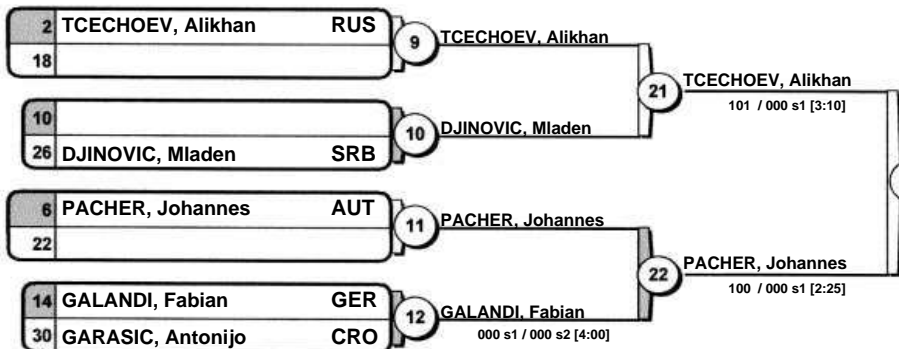 2 TCECHOEV, Alikhan RUS
18
9 TCECHOEV, Alikhan
21 TCECHOEV, Alikhan
101 / 000 s1 [3:10]
10
26 DJINOVIC, Mladen SRB
10 DJINOVIC, Mladen
6 PACHER, Johannes AUT
22
11 PACHER, Johannes
22 PACHER, Johannes
100 / 000 s1 [2:25]
14 GALANDI, Fabian GER
30 GARASIC, Antonijo CRO
12 GALANDI, Fabian
000 s1 / 000 s2 [4:00]